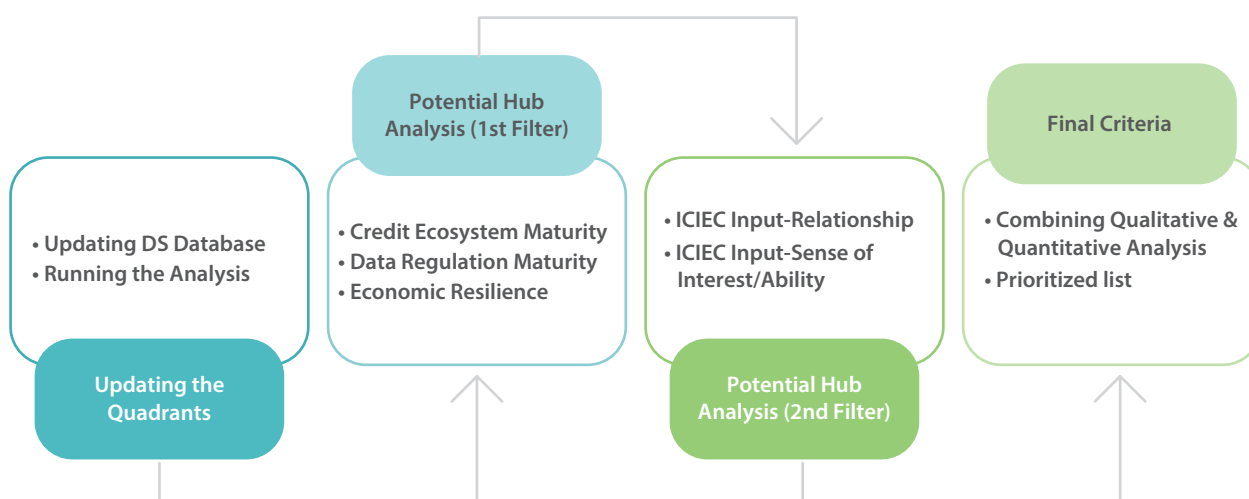 • Updating DS Database
• Running the Analysis
Updating the
Quadrants
Potential Hub
Analysis (1st Filter)
• Credit Ecosystem Maturity
• Data Regulation Maturity
• Economic Resilience
• ICIEC Input-Relationship
• ICIEC Input-Sense of
Interest/Ability
Potential Hub
Analysis (2nd Filter)
Final Criteria
• Combining Qualitative &
Quantitative Analysis
• Prioritized list